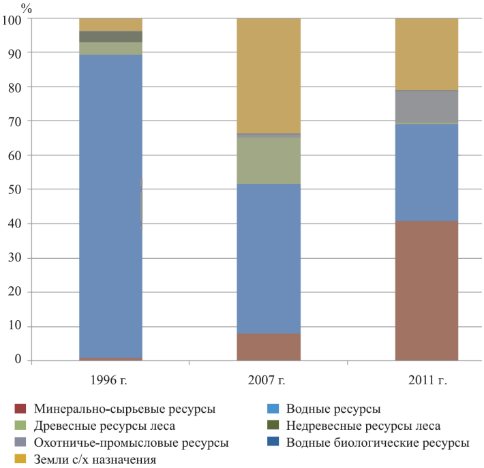 %
100
90
80
70
60
50
40
30
20
10
0
1996 г. 2007 г. 2011 г.
Минерально-сырьевые ресурсы Водные ресурсы
Древесные ресурсы леса Недревесные ресурсы леса
Охотничье-промысловые ресурсы Водные биологические ресурсы
Земли с/х назначения